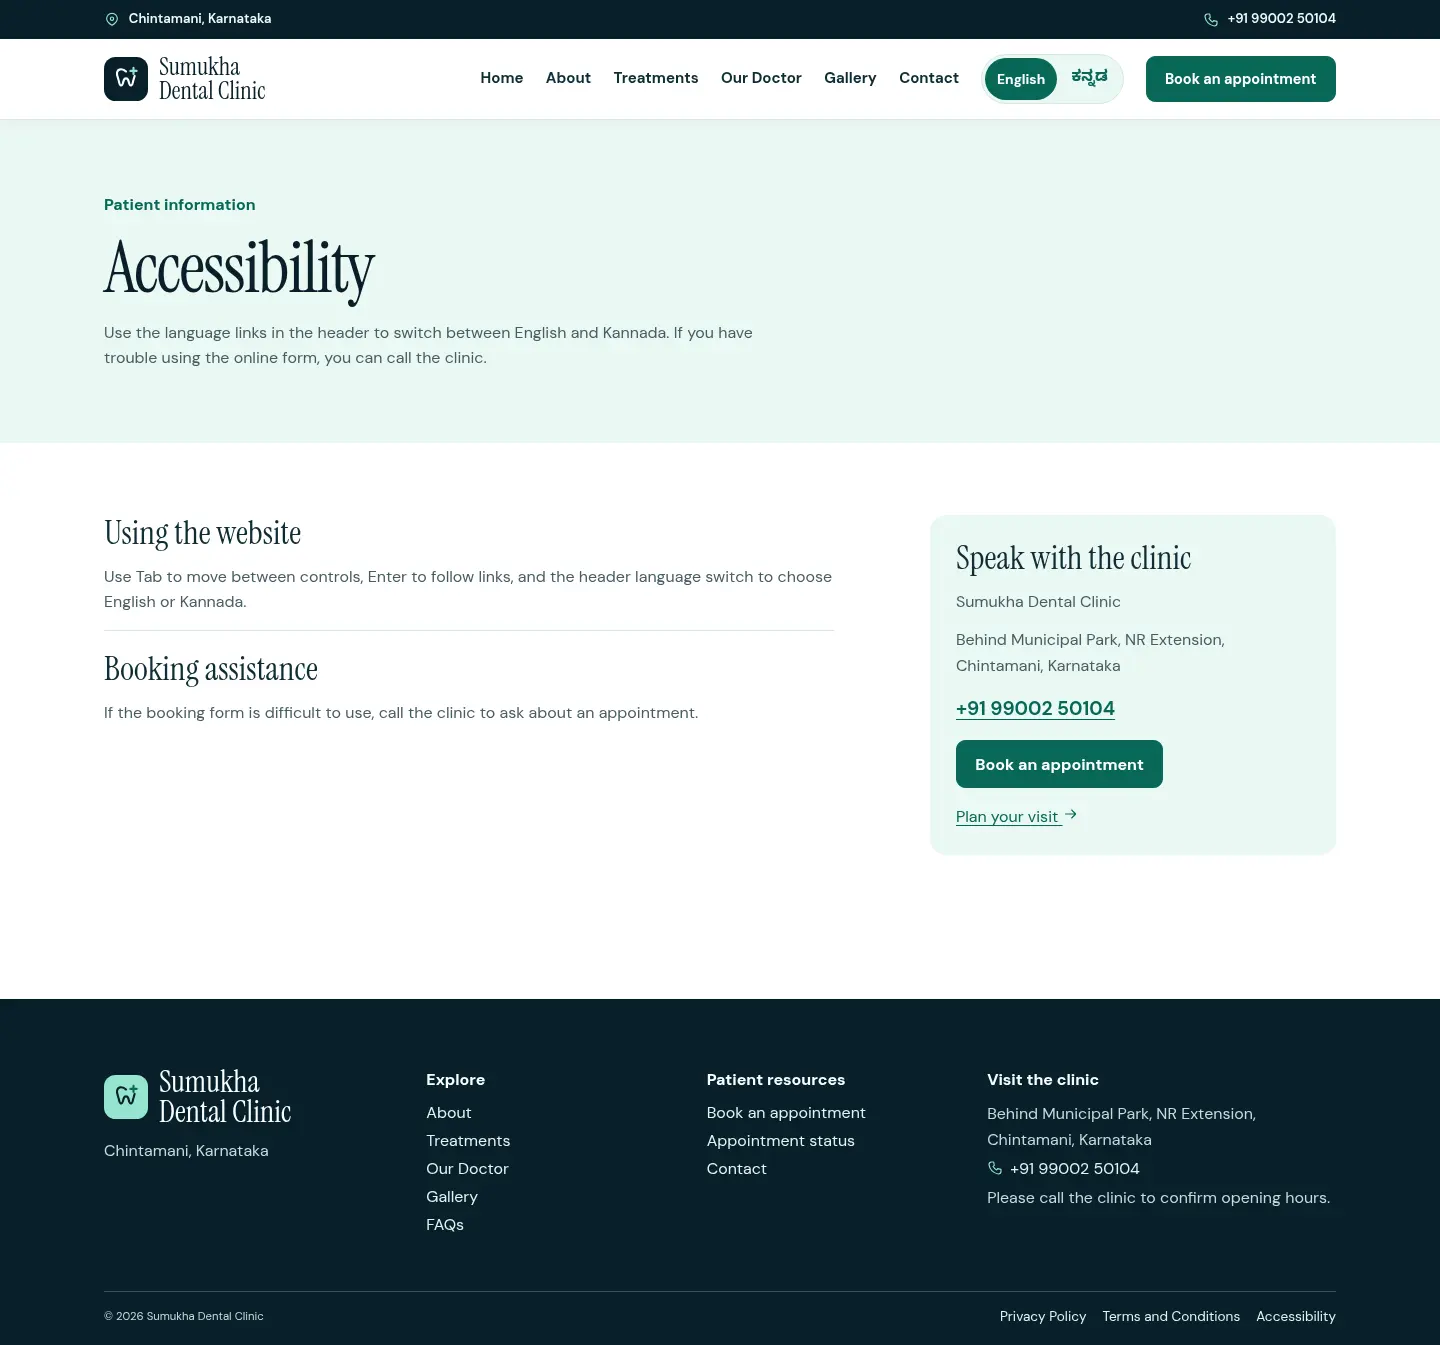 Chintamani, Karnataka
+91 99002 50104
Sumukha
Dental Clinic
Home
About
Treatments
Our Doctor
Gallery
Contact
English
ಕನ್ನಡ
Book an appointment
Patient information
Accessibility
Use the language links in the header to switch between English and Kannada. If you have
trouble using the online form, you can call the clinic.
Using the website
Use Tab to move between controls, Enter to follow links, and the header language switch to choose
English or Kannada.
Booking assistance
If the booking form is difficult to use, call the clinic to ask about an appointment.
Speak with the clinic
Sumukha Dental Clinic
Behind Municipal Park, NR Extension,
Chintamani, Karnataka
+91 99002 50104
Book an appointment
Plan your visit
Sumukha
Dental Clinic
Chintamani, Karnataka
Explore
About
Treatments
Our Doctor
Gallery
FAQs
Patient resources
Book an appointment
Appointment status
Contact
Visit the clinic
Behind Municipal Park, NR Extension,
Chintamani, Karnataka
+91 99002 50104
Please call the clinic to confirm opening hours.
© 2026 Sumukha Dental Clinic
Privacy Policy
Terms and Conditions
Accessibility